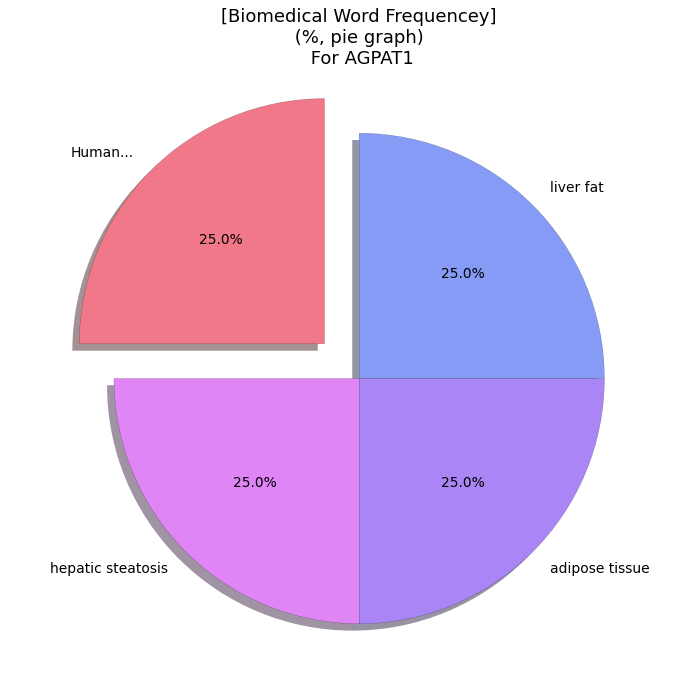 [Biomedical Word Frequencey]
(%, pie graph)
For AGPAT1
Human...
liver fat
25.0%
25.0%
25.0%
25.0%
hepatic steatosis
adipose tissue